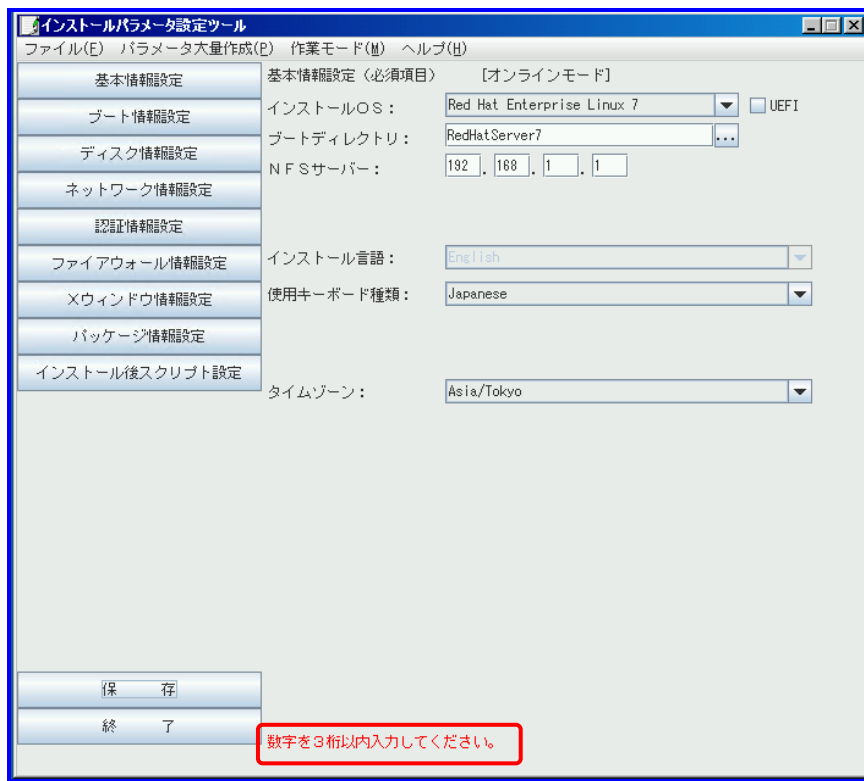 インストールパラメータ設定ツール
ファイル(F) パラメータ大量作成(P) 作業モード(M) ヘルプ(H)
基本情報設定
ブート情報設定
ディスク情報設定
ネットワーク情報設定
認証情報設定
ファイアウォール情報設定
Xウィンドウ情報設定
パッケージ情報設定
インストール後スクリプト設定
保 存
終 了
基本情報設定(必須項目) [オンラインモード]
インストールOS: Red Hat Enterprise Linux 7 UEFI
ブートディレクトリ: RedHatServer7 ...
NFSサーバー: 192 . 168 . 1 . 1
インストール言語: English
使用キーボード種類: Japanese
タイムゾーン: Asia/Tokyo
数字を3桁以内入力してください。